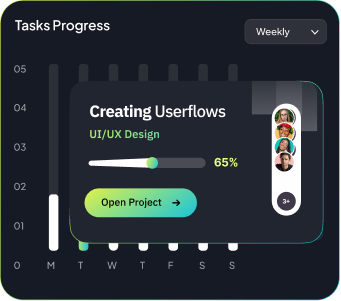 Tasks Progress
Weekly
05
04
03
02
01
0
Creating Userflows
UI/UX Design
65%
Open Project
3+
M T W T F S S